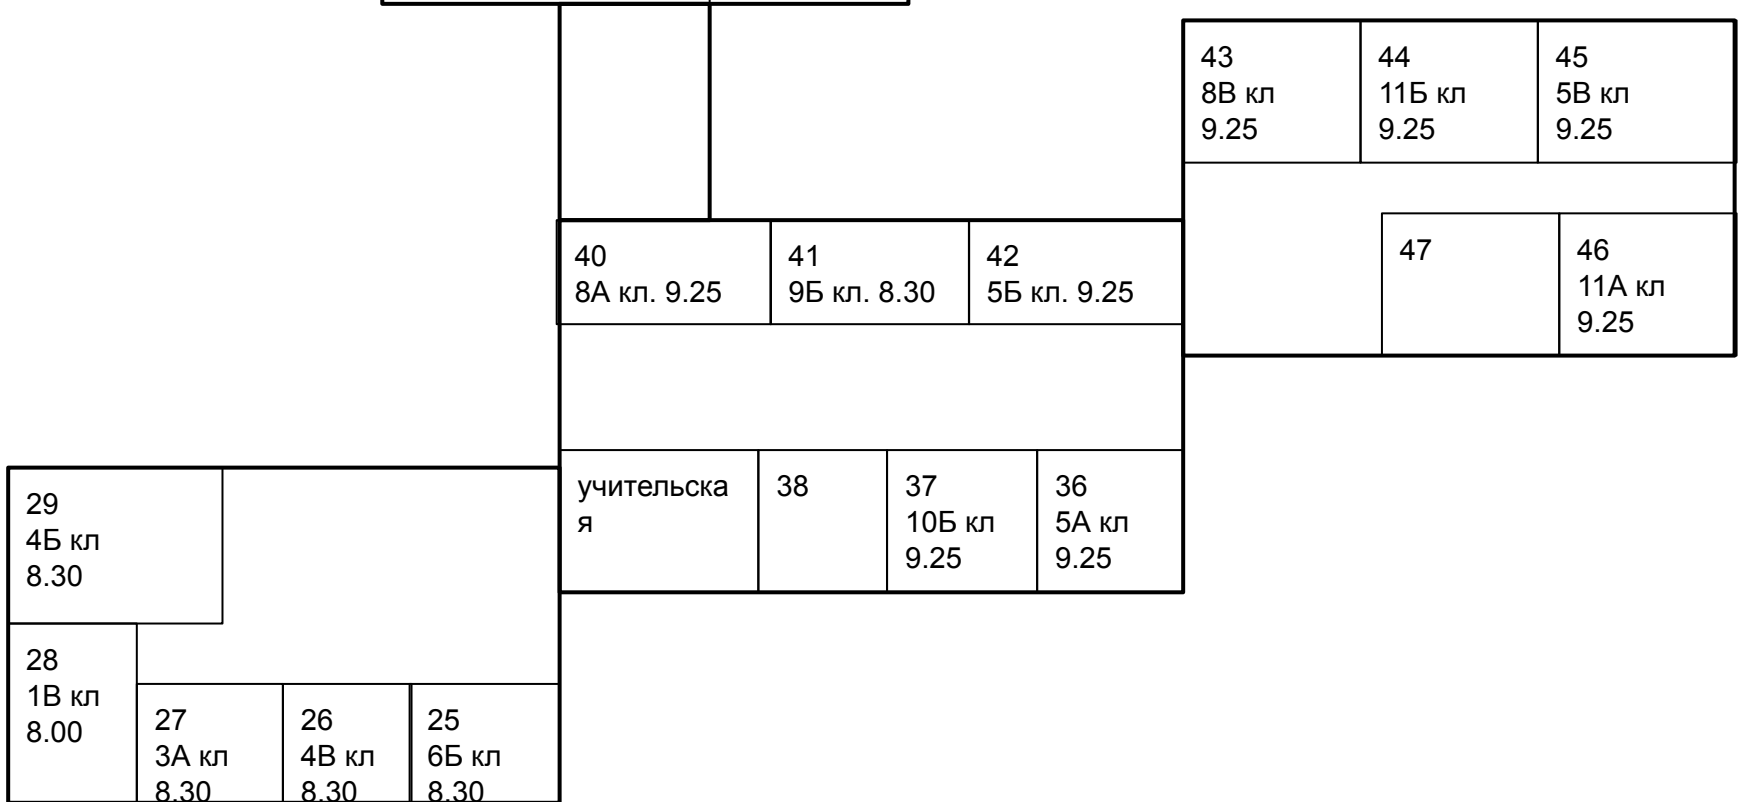 43
8В кл
9.25
44
11Б кл
9.25
45
5В кл
9.25
40
8А кл. 9.25
41
9Б кл. 8.30
42
5Б кл. 9.25
47
46
11А кл
9.25
учительска
я
38
37
10Б кл
9.25
36
5А кл
9.25
29
4Б кл
8.30
28
1В кл
8.00
27
3А кл
8.30
26
4В кл
8.30
25
6Б кл
8.30